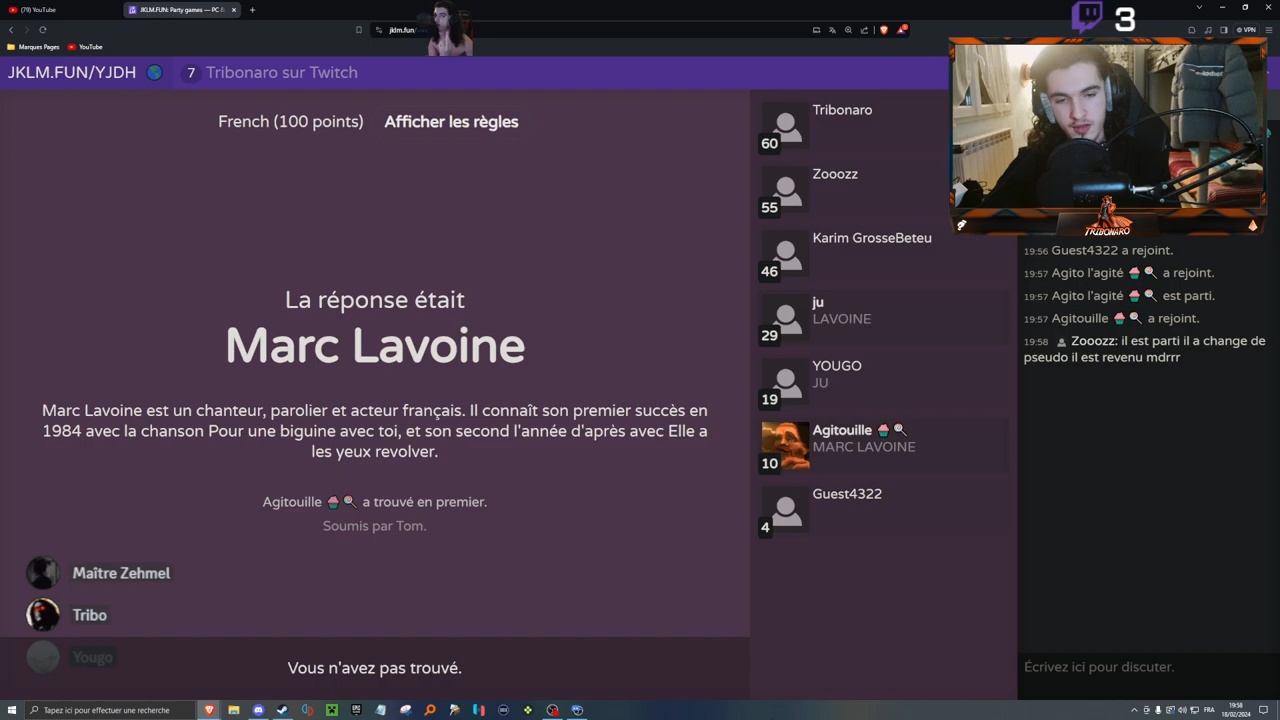 (79) YouTube
JKLM.FUN: Party games — PC &
3
jklm.fun/
VPN
Marques Pages
YouTube
JKLM.FUN/YJDH
7
Tribonaro sur Twitch
French (100 points)
Afficher les règles
La réponse était
Marc Lavoine
Marc Lavoine est un chanteur, parolier et acteur français. Il connaît son premier succès en
1984 avec la chanson Pour une biguine avec toi, et son second l'année d'après avec Elle a
les yeux revolver.
Agitouille 🧁🍭 a trouvé en premier.
Soumis par Tom.
Maître Zehmel
Tribo
Yougo
Vous n'avez pas trouvé.
Tribonaro
60
Zooozz
55
Karim GrosseBeteu
46
ju
LAVOINE
29
YOUGO
JU
19
Agitouille 🧁🍭
MARC LAVOINE
10
Guest4322
4
TRIBONARO
19:56 Guest4322 a rejoint.
19:57 Agito l'agité 🧁🍭 a rejoint.
19:57 Agito l'agité 🧁🍭 est parti.
19:57 Agitouille 🧁🍭 a rejoint.
19:58 Zooozz: il est parti il a change de
pseudo il est revenu mdrrr
Écrivez ici pour discuter.
Tapez ici pour effectuer une recherche
FRA
19:58
18/02/2024